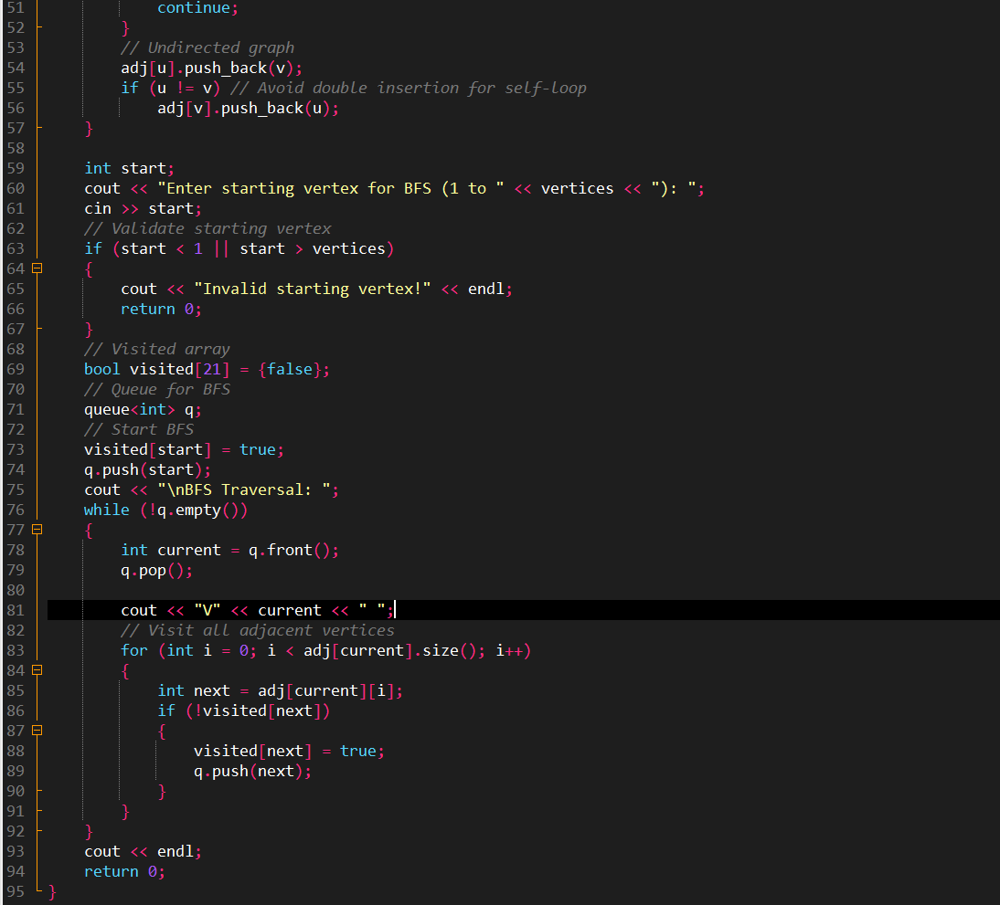 51 continue;
52 }
53 // Undirected graph
54 adj[u].push_back(v);
55 if (u != v) // Avoid double insertion for self-loop
56 adj[v].push_back(u);
57 }
58
59 int start;
60 cout << "Enter starting vertex for BFS (1 to " << vertices << "): ";
61 cin >> start;
62 // Validate starting vertex
63 if (start < 1 || start > vertices)
64 {
65 cout << "Invalid starting vertex!" << endl;
66 return 0;
67 }
68 // Visited array
69 bool visited[21] = {false};
70 // Queue for BFS
71 queue<int> q;
72 // Start BFS
73 visited[start] = true;
74 q.push(start);
75 cout << "\nBFS Traversal: ";
76 while (!q.empty())
77 {
78 int current = q.front();
79 q.pop();
80
81 cout << "V" << current << " ";
82 // Visit all adjacent vertices
83 for (int i = 0; i < adj[current].size(); i++)
84 {
85 int next = adj[current][i];
86 if (!visited[next])
87 {
88 visited[next] = true;
89 q.push(next);
90 }
91 }
92 }
93 cout << endl;
94 return 0;
95 }